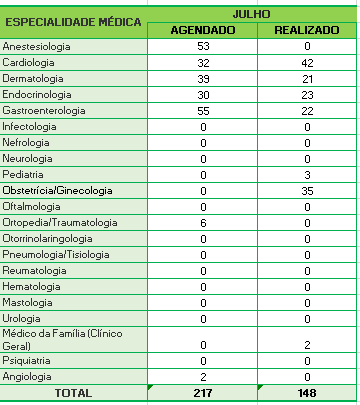 ESPECIALIDADE MÉDICA JULHO
AGENDADO REALIZADO
Anestesiologia 53 0
Cardiologia 32 42
Dermatologia 39 21
Endocrinologia 30 23
Gastroenterologia 55 22
Infectologia 0 0
Nefrologia 0 0
Neurologia 0 0
Pediatria 0 3
Obstetrícia/Ginecologia 0 35
Oftalmologia 0 0
Ortopedia/Traumatologia 6 0
Otorrinolaringologia 0 0
Pneumologia/Tisiologia 0 0
Reumatologia 0 0
Hematologia 0 0
Mastologia 0 0
Urologia 0 0
Médico da Família (Clínico
Geral) 0 2
Psiquiatria 0 0
Angiologia 2 0
TOTAL 217 148